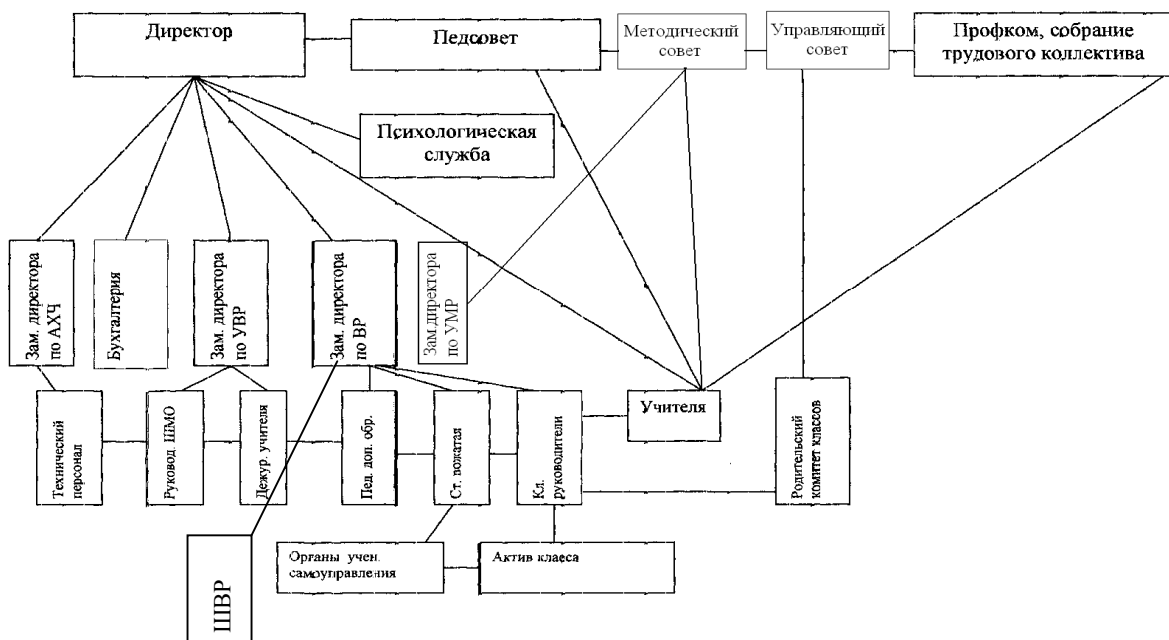 Директор
Педсовет
Методический
совет
Управляющий
совет
Профком, собрание
трудового коллектива
Психологическая
служба
Зам. директора
по АХЧ
Бухгалтерия
Зам. директора
по УВР
Зам. директора
по ВР
Зам.директора
по УМР
Технический
персонал
Руковод. ШМО
Дежур. учителя
Пед. доп. обр.
Ст. вожатая
Кл.
руководители
Учителя
Родительский
комитет классов
ШВР
Органы учен.
самоуправления
Актив класса